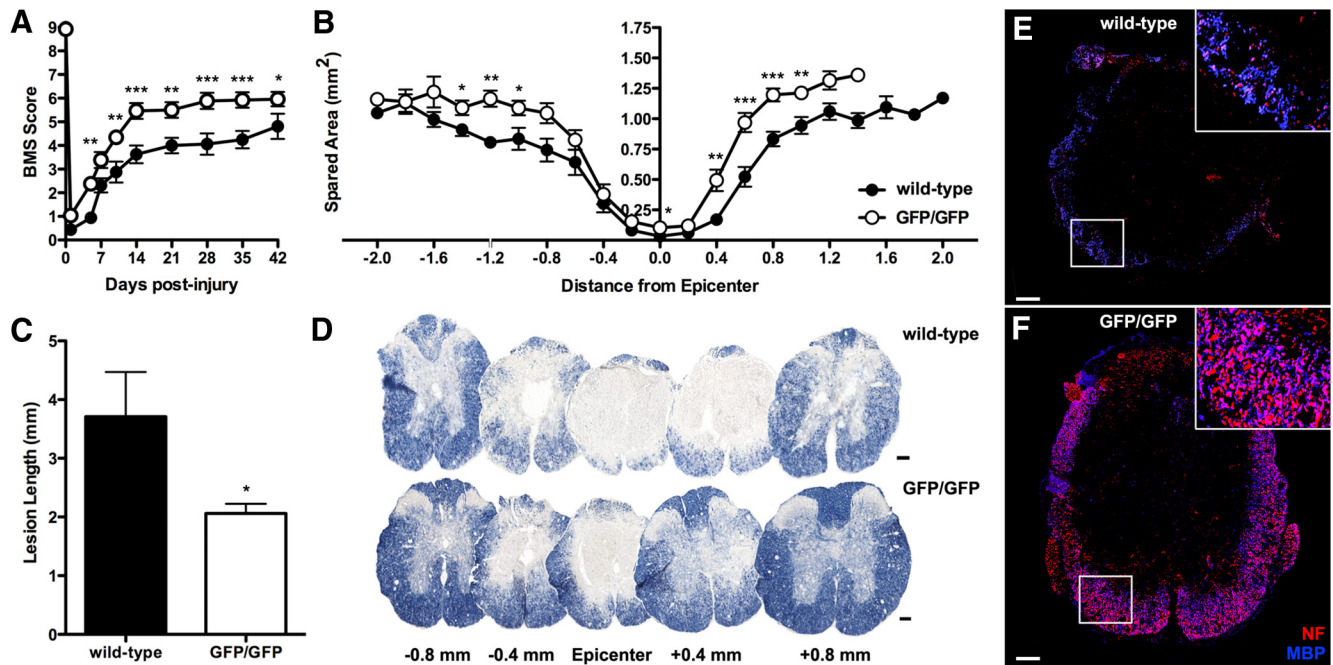 A
BMS Score
9
8
7
6
5
4
3
2
1
0
** ** *** ** *** *** *
0 7 14 21 28 35 42
Days post-injury
B
Spared Area (mm2)
1.75
1.50
1.25
1.00
0.75
0.50
0.25
* ** * * ** *** *** **
wild-type
GFP/GFP
-2.0 -1.6 -1.2 -0.8 -0.4 0.0 0.4 0.8 1.2 1.6 2.0
Distance from Epicenter
C
Lesion Length (mm)
5
4
3
2
1
0
*
wild-type GFP/GFP
D
wild-type
GFP/GFP
-0.8 mm -0.4 mm Epicenter +0.4 mm +0.8 mm
E
wild-type
F
GFP/GFP
NF
MBP